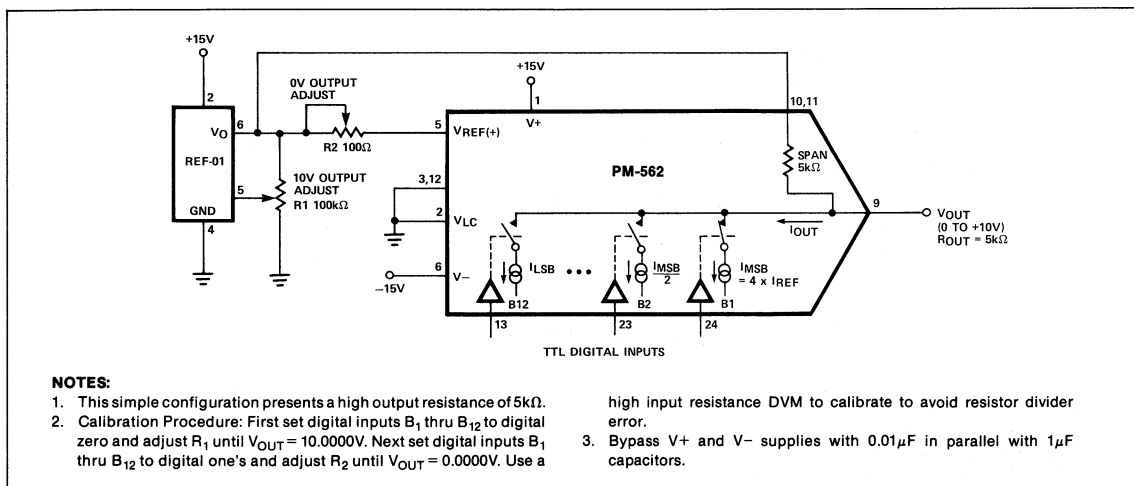 +15V
2
0V OUTPUT
ADJUST
R2 100Ω
VO
6
REF-01
5
GND
4
10V OUTPUT
ADJUST
R1 100kΩ
+15V
1
V+
10,11
5
VREF(+)
SPAN
5kΩ
PM-562
3,12
2
VLC
9
VOUT
(0 TO +10V)
ROUT = 5kΩ
IOUT
6
V−
−15V
ILSB
•••
IMSB
2
IMSB
= 4 x IREF
B12
B2
B1
13
23
24
TTL DIGITAL INPUTS
NOTES:
1. This simple configuration presents a high output resistance of 5kΩ.
2. Calibration Procedure: First set digital inputs B1 thru B12 to digital
zero and adjust R1 until VOUT = 10.0000V. Next set digital inputs B1
thru B12 to digital one's and adjust R2 until VOUT = 0.0000V. Use a
high input resistance DVM to calibrate to avoid resistor divider
error.
3. Bypass V+ and V− supplies with 0.01μF in parallel with 1μF
capacitors.